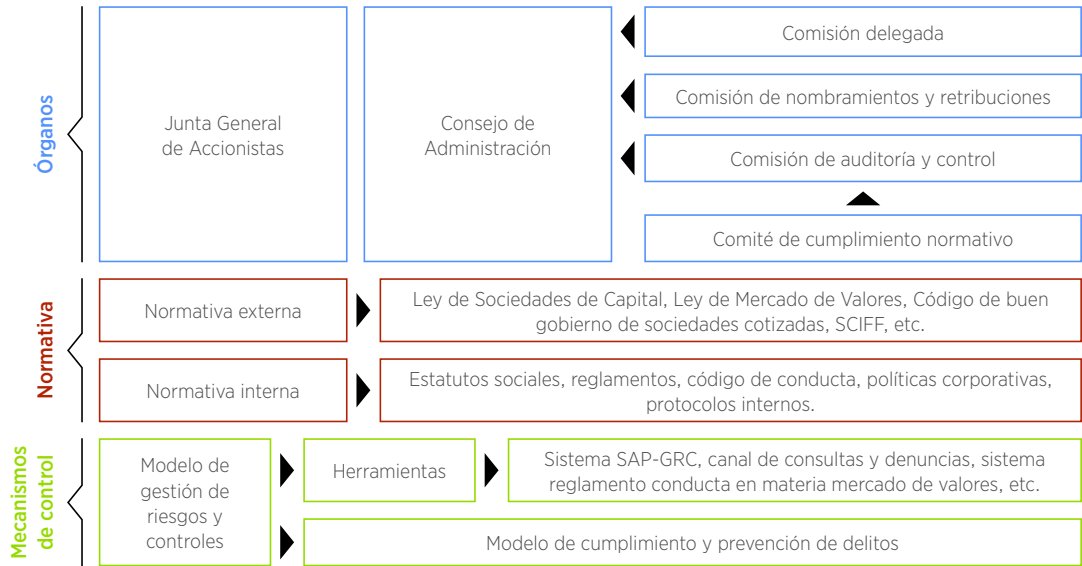 Órganos
Junta General
de Accionistas
Consejo de
Administración
Comisión delegada
Comisión de nombramientos y retribuciones
Comisión de auditoría y control
Comité de cumplimiento normativo
Normativa
Normativa externa
Ley de Sociedades de Capital, Ley de Mercado de Valores, Código de buen
gobierno de sociedades cotizadas, SCIFF, etc.
Normativa interna
Estatutos sociales, reglamentos, código de conducta, políticas corporativas,
protocolos internos.
Mecanismos
de control
Modelo de
gestión de
riesgos y
controles
Herramientas
Sistema SAP-GRC, canal de consultas y denuncias, sistema
reglamento conducta en materia mercado de valores, etc.
Modelo de cumplimiento y prevención de delitos